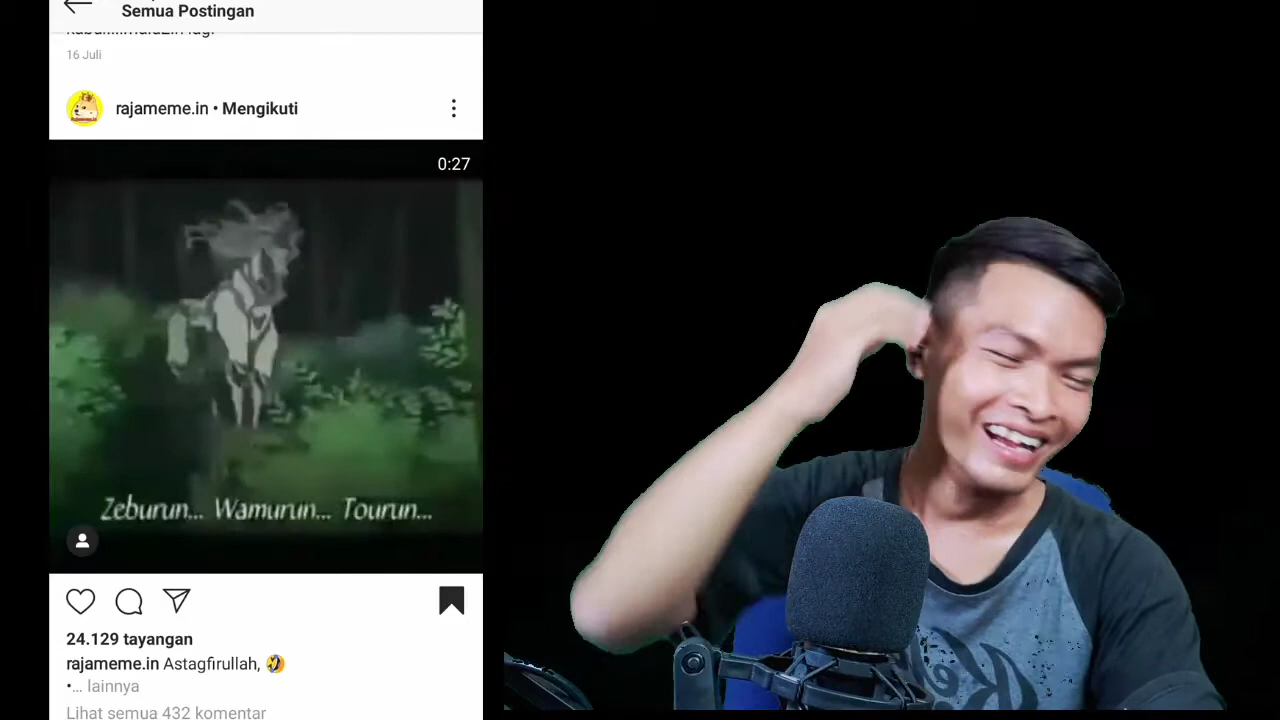 Semua Postingan
16 Juli
rajameme.in • Mengikuti
0:27
Zeburun... Wamurun... Tourun...
24.129 tayangan
rajameme.in Astagfirullah, 🤣
•... lainnya
Lihat semua 432 komentar